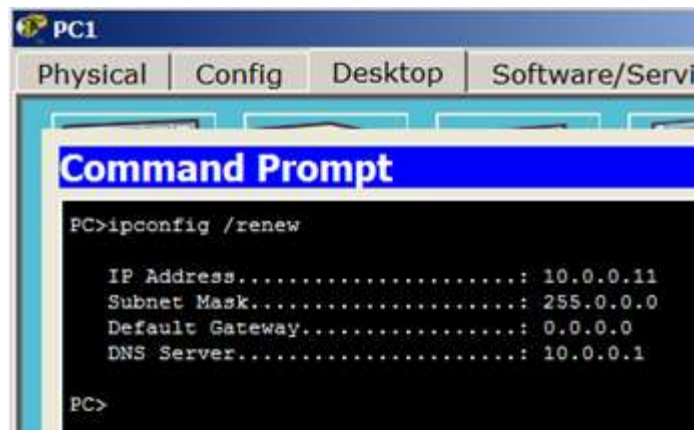 PC1
Physical Config Desktop Software/Servi
Command Prompt
PC>ipconfig /renew
IP Address......................: 10.0.0.11
Subnet Mask.....................: 255.0.0.0
Default Gateway.................: 0.0.0.0
DNS Server......................: 10.0.0.1
PC>